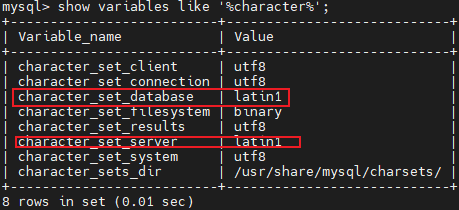 mysql> show variables like '%character%';
+--------------------------+----------------------------+
| Variable_name | Value |
+--------------------------+----------------------------+
| character_set_client | utf8 |
| character_set_connection | utf8 |
| character_set_database | latin1 |
| character_set_filesystem | binary |
| character_set_results | utf8 |
| character_set_server | latin1 |
| character_set_system | utf8 |
| character_sets_dir | /usr/share/mysql/charsets/ |
+--------------------------+----------------------------+
8 rows in set (0.01 sec)